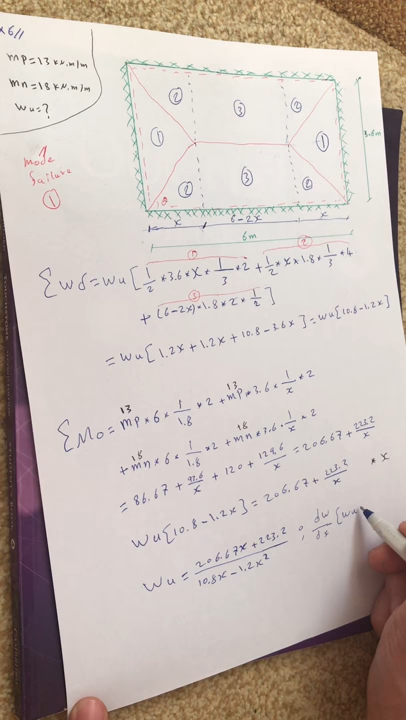 x6//
mp=13 kN.m/m
mn=18 kN.m/m
wu=?
mode
failure
①
②
③
②
①
①
②
③
②
θ
3.6m
x
6-2x
x
6m
①
②
Σwδ=wu[1/2*3.6*x*1/3*2+1/2*x*1.8*1/3*4
③
+(6-2x)*1.8*2*1/2]
=wu[1.2x+1.2x+10.8-3.6x]=wu[10.8-1.2x]
13
13
ΣMθ=mp*6*1/1.8*2+mp*3.6*1/x*2
18
18
+mn*6*1/1.8*2+mn*3.6*1/x*2
=86.67+93.6/x+120+129.6/x=206.67+223.2/x
wu[10.8-1.2x]=206.67+223.2/x *x
wu=206.67x+223.2/10.8x-1.2x² ; dw/dx[wu